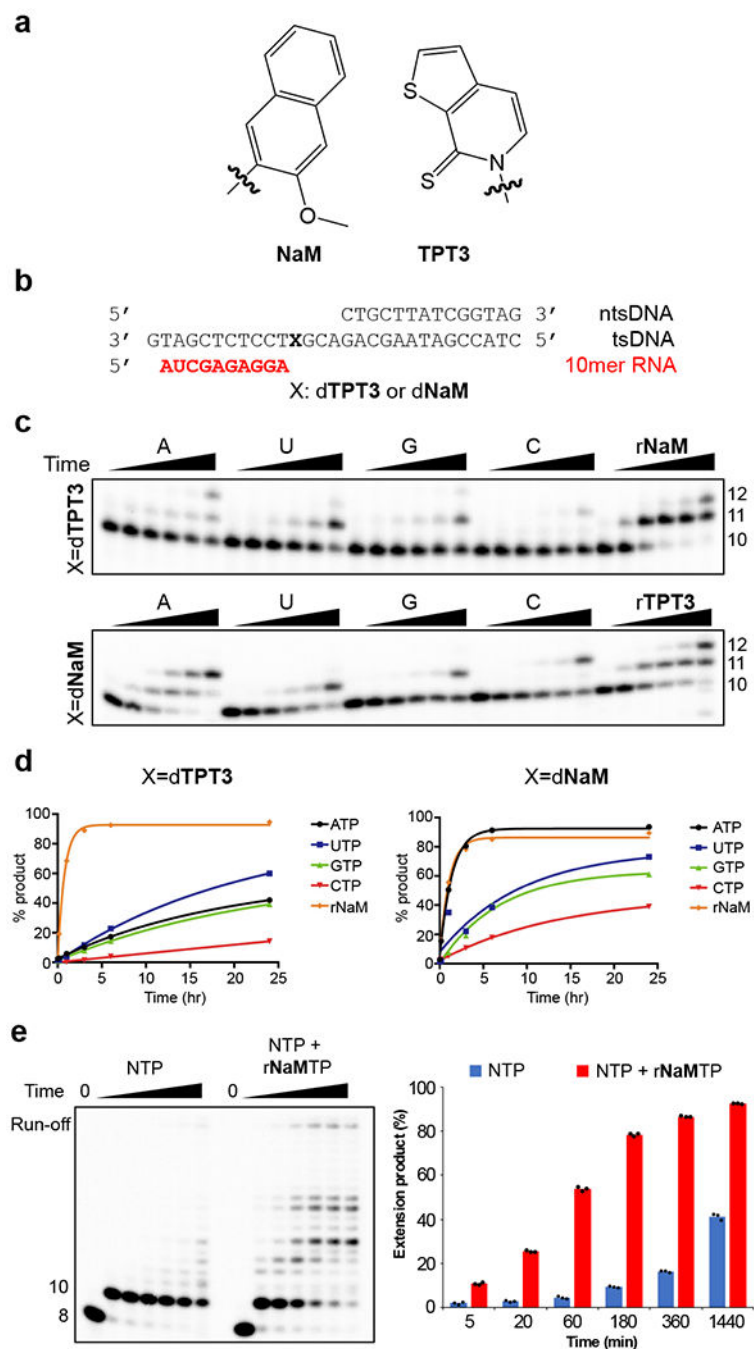 a
S
S
N
O
NaM
TPT3
b
5′ CTGCTTATCGGTAG 3′ ntsDNA
3′ GTAGCTCTCCTXGCAGACGAATAGCCATC 5′ tsDNA
5′ AUCGAGAGGA 10mer RNA
X: dTPT3 or dNaM
c
A U G C rNaM
Time
X=dTPT3
12
11
10
A U G C rTPT3
X=dNaM
12
11
10
d
X=dTPT3
% product
100
80
60
40
20
0
0 5 10 15 20 25
Time (hr)
ATP
UTP
GTP
CTP
rNaM
X=dNaM
% product
100
80
60
40
20
0
0 5 10 15 20 25
Time (hr)
ATP
UTP
GTP
CTP
rNaM
e
NTP
NTP +
rNaMTP
Time 0 0
Run-off
10
8
NTP NTP + rNaMTP
Extension product (%)
100
80
60
40
20
0
5 20 60 180 360 1440
Time (min)